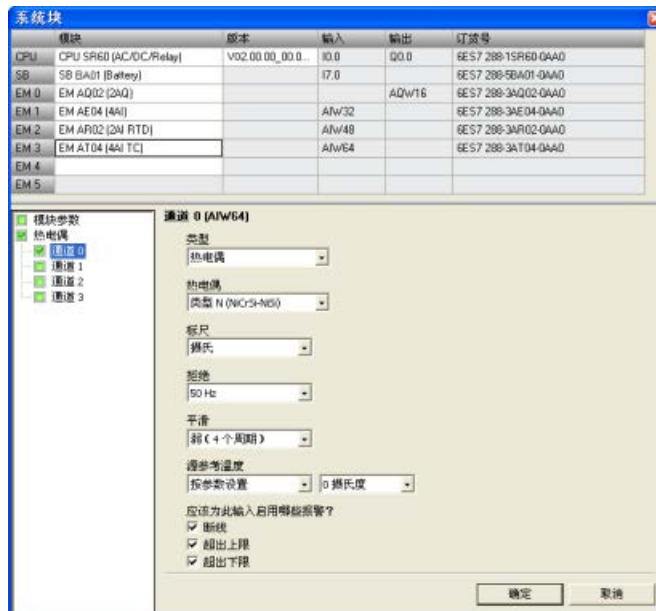 系统块
模块 版本 输入 输出 订货号
CPU CPU SR60 (AC/DC/Relay) V02.00.00_00.0... I0.0 Q0.0 6ES7 288-1SR60-0AA0
SB SB BA01 (Battery) I7.0 6ES7 288-5BA01-0AA0
EM 0 EM AQ02 (2AQ) AQW16 6ES7 288-3AQ02-0AA0
EM 1 EM AE04 (4AI) AIW32 6ES7 288-3AE04-0AA0
EM 2 EM AR02 (2AI RTD) AIW48 6ES7 288-3AR02-0AA0
EM 3 EM AT04 (4AI TC) AIW64 6ES7 288-3AT04-0AA0
EM 4
EM 5
模块参数
热电偶
通道 0
通道 1
通道 2
通道 3
通道 0 (AIW64)
类型
热电偶
热电偶
类型 N (NiCrSi-NiSi)
标尺
摄氏
拒绝
50 Hz
平滑
弱(4 个周期)
源参考温度
按参数设置 0 摄氏度
应该为此输入启用哪些报警?
断线
超出上限
超出下限
确定 取消